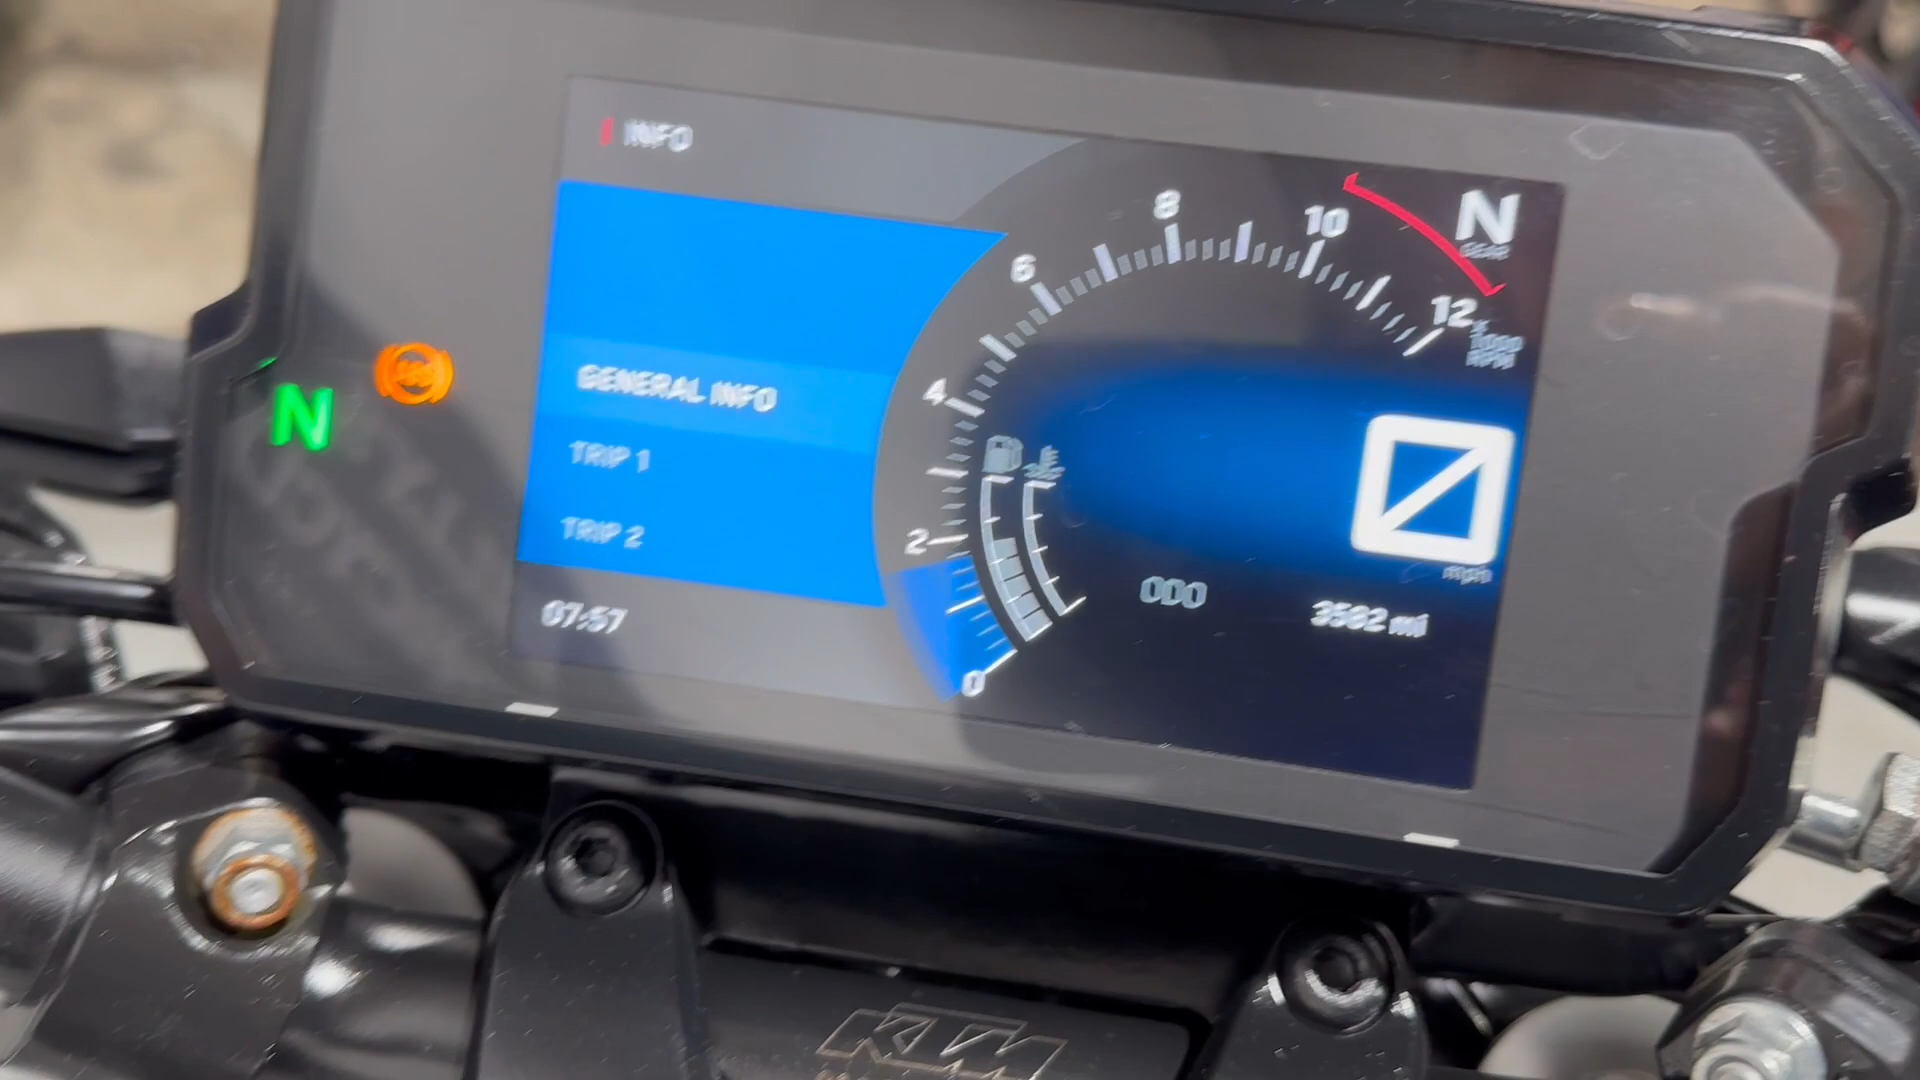 INFO
GENERAL INFO
TRIP 1
TRIP 2
07:57
0
2
4
6
8
10
12
x 1000
RPM
N
GEAR
0
mph
ODO
3582 mi
N
KTM